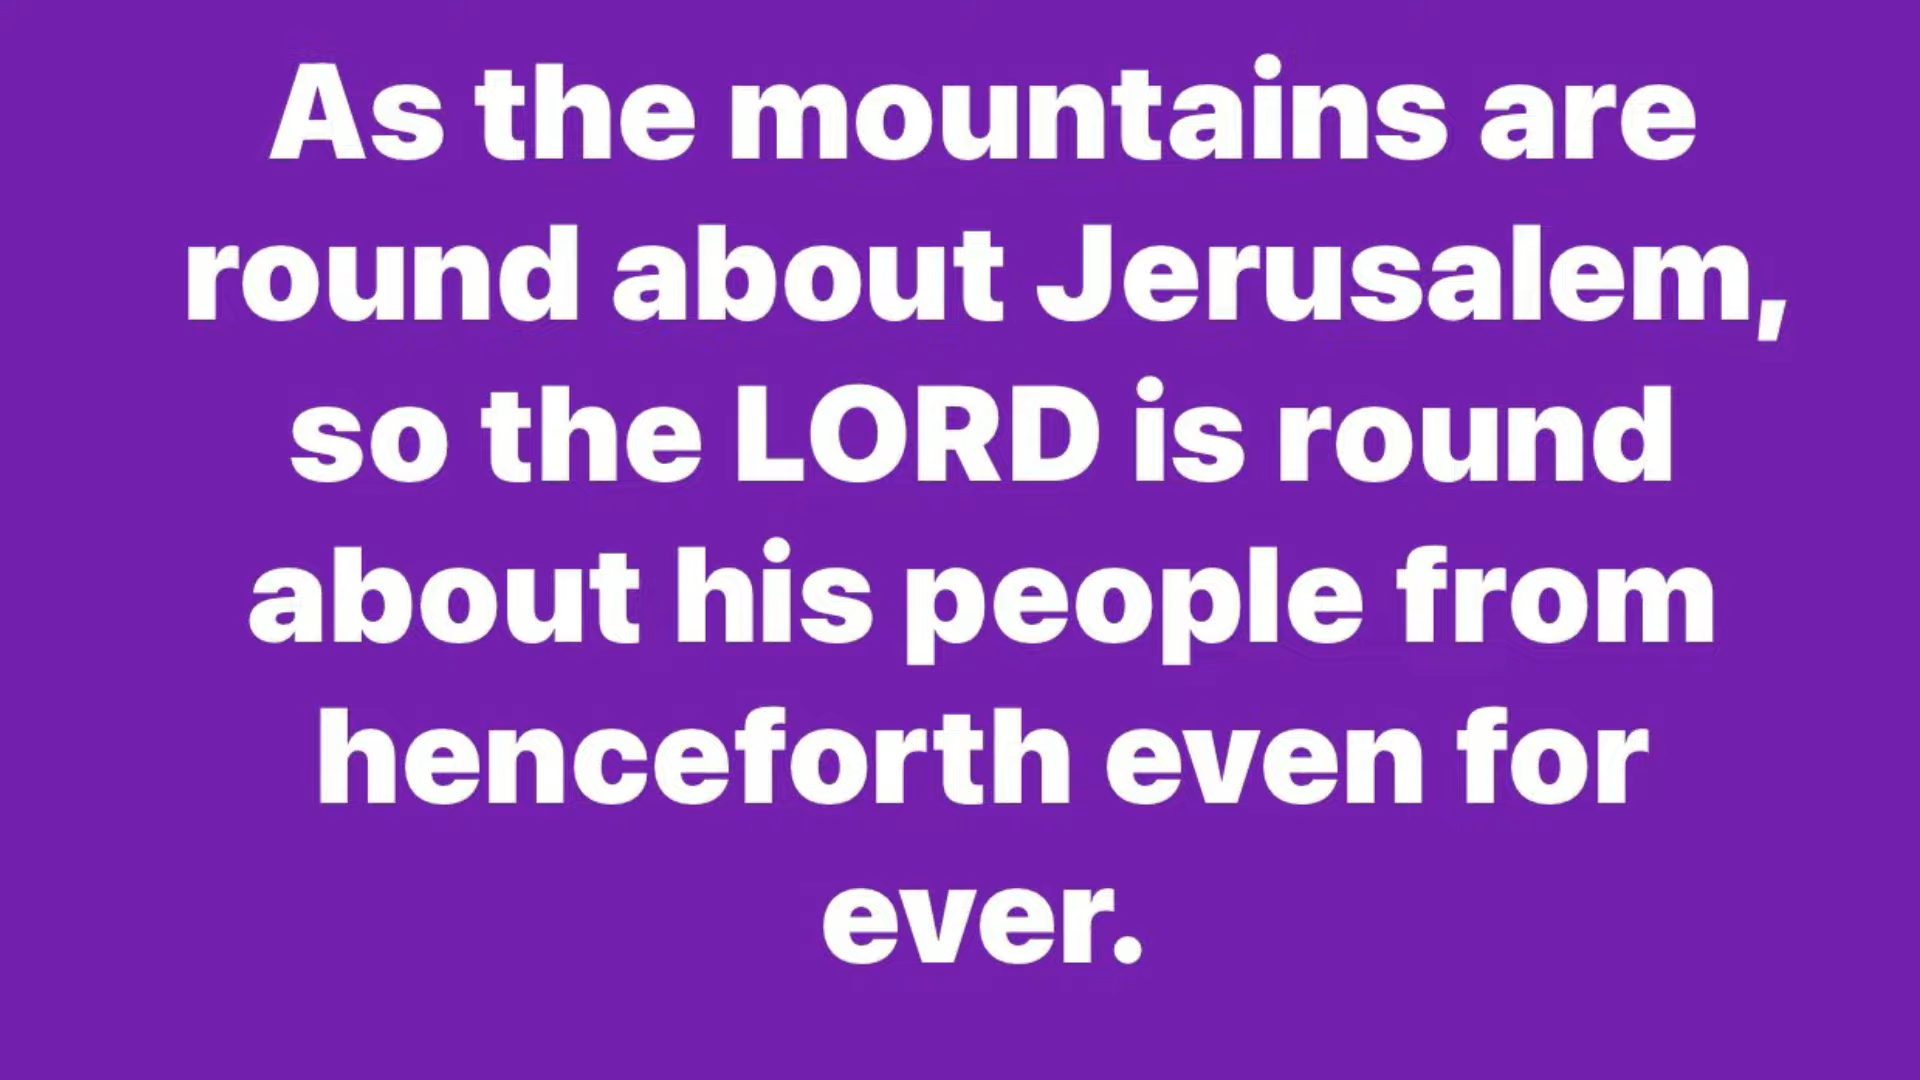 As the mountains are
round about Jerusalem,
so the LORD is round
about his people from
henceforth even for
ever.